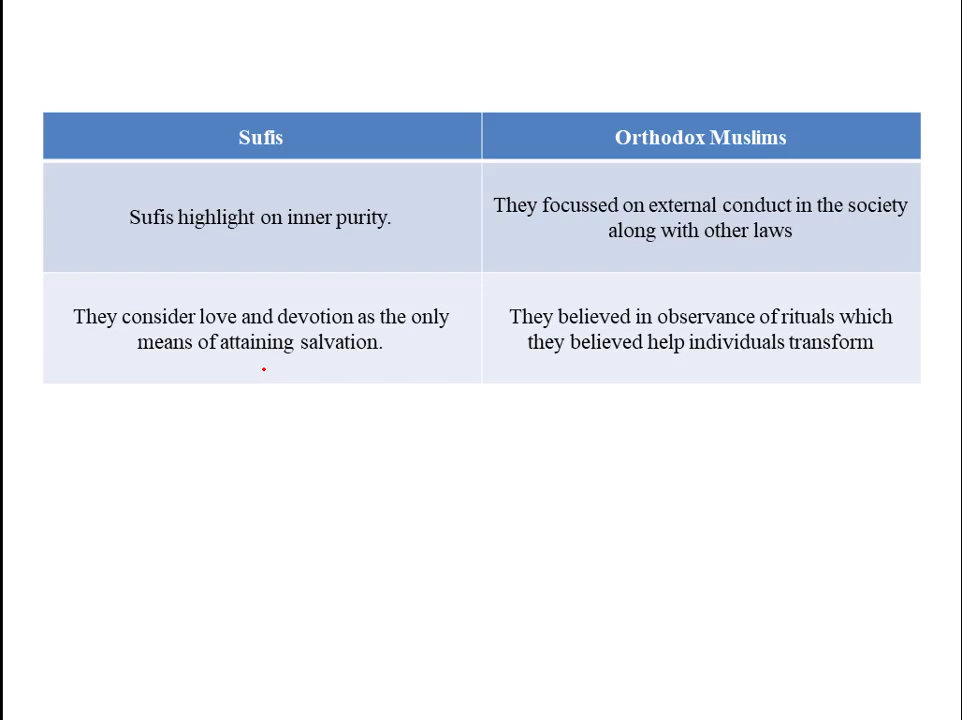 Sufis
Orthodox Muslims
Sufis highlight on inner purity.
They focussed on external conduct in the society
along with other laws
They consider love and devotion as the only
means of attaining salvation.
They believed in observance of rituals which
they believed help individuals transform